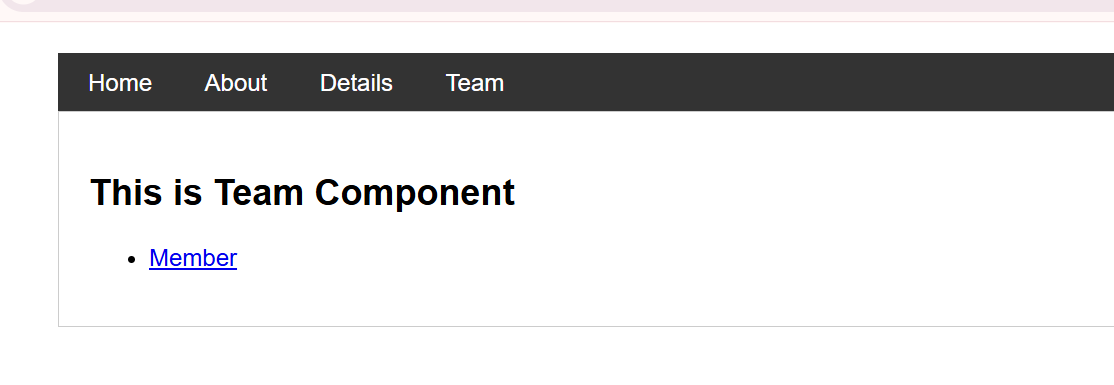 Home About Details Team
This is Team Component
Member